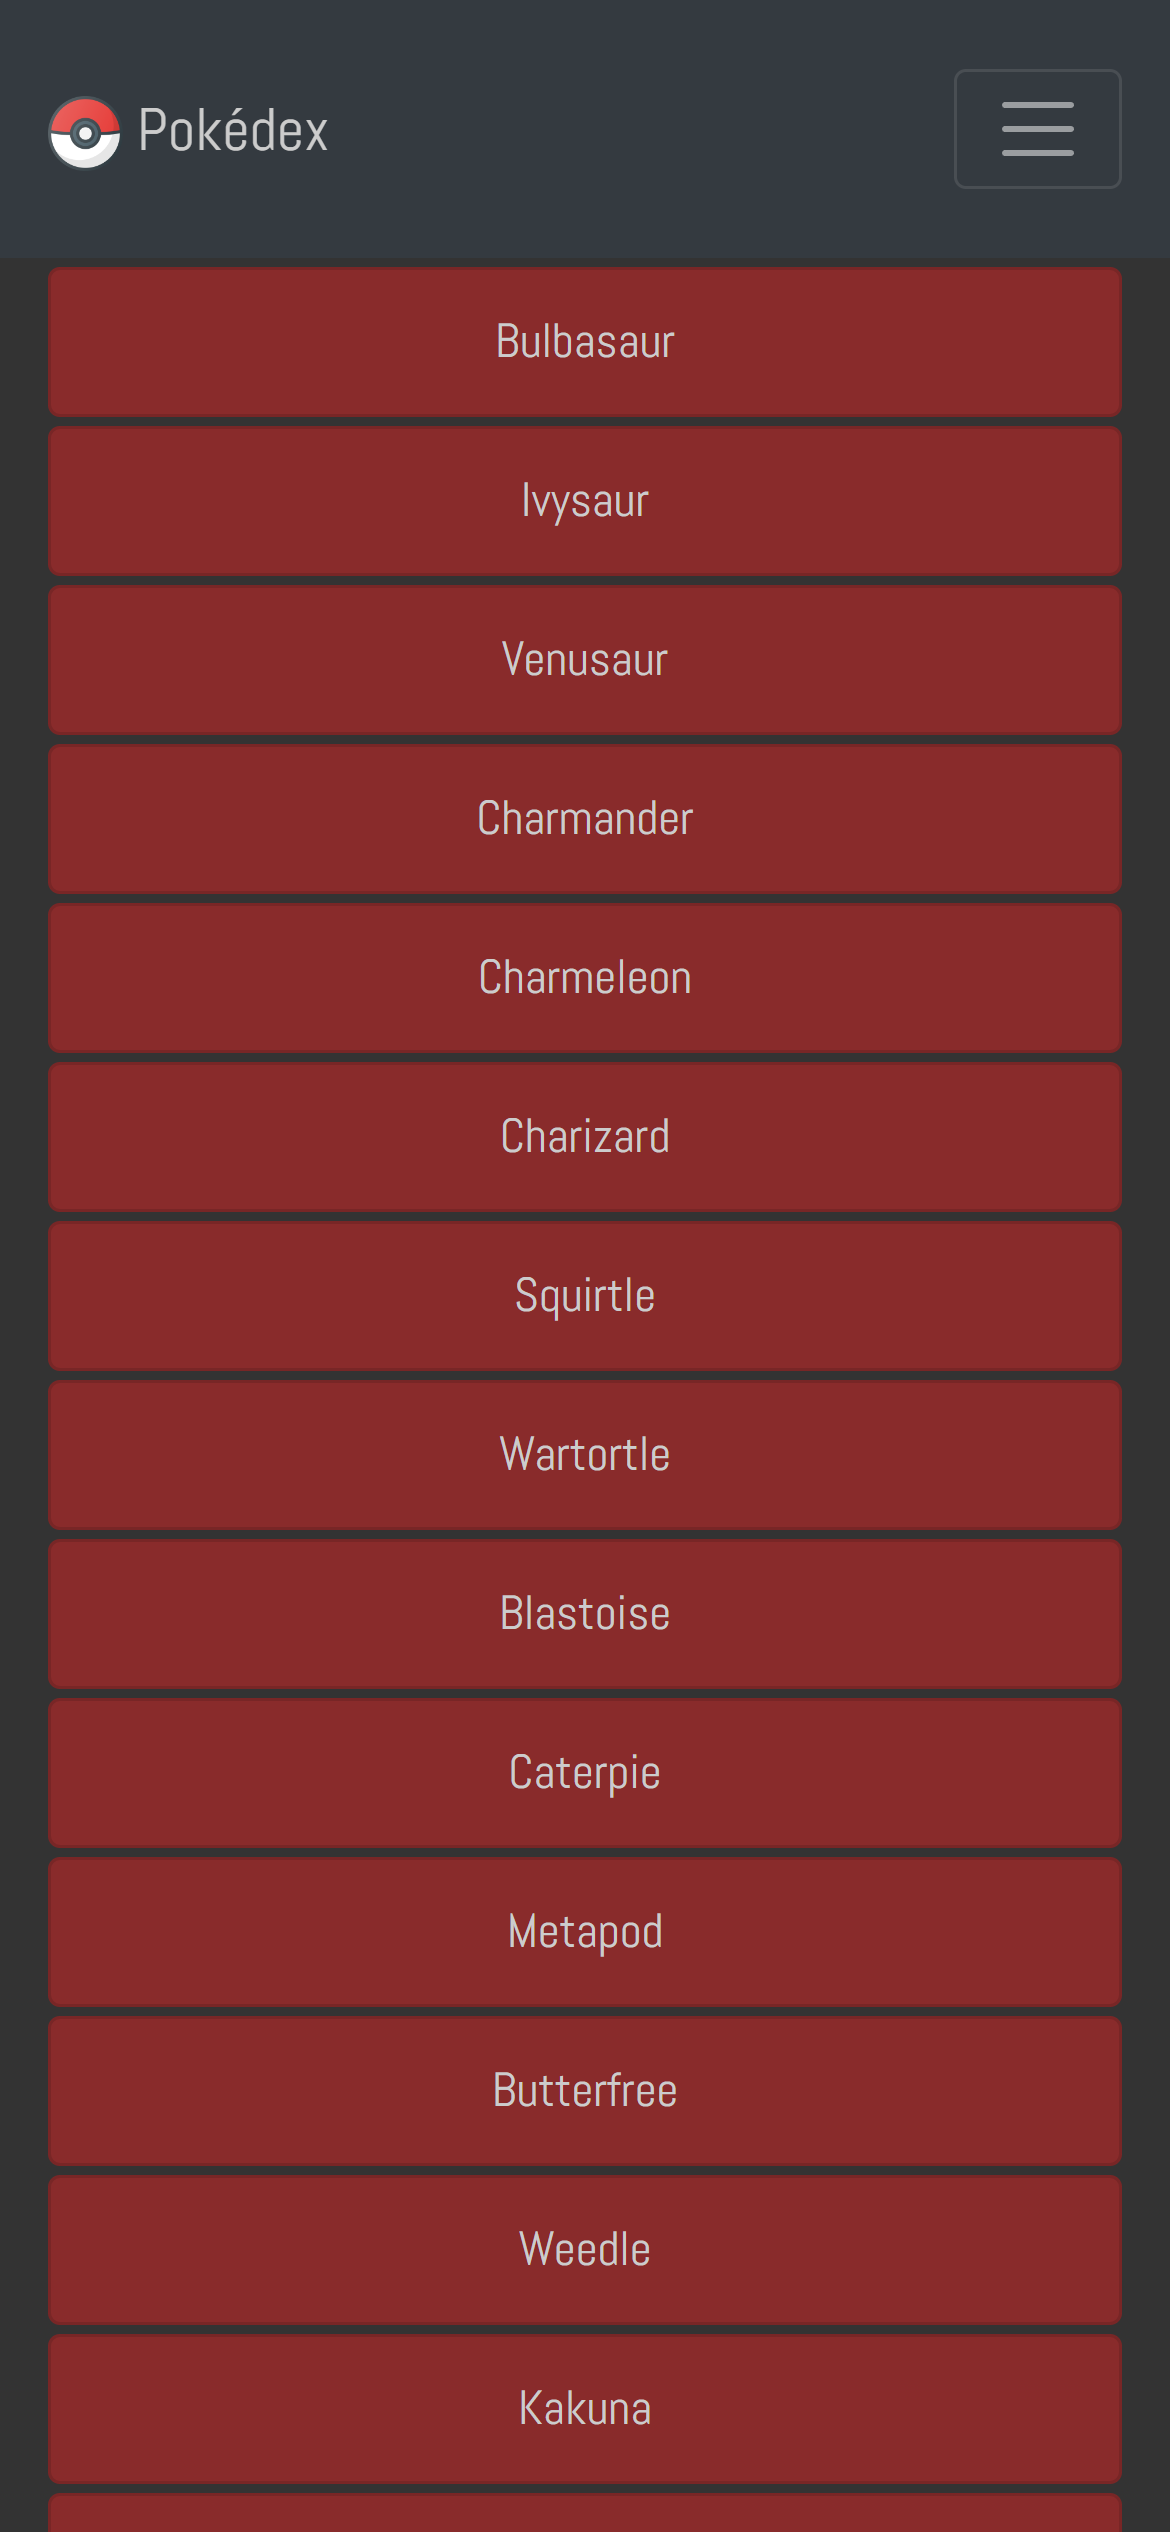 Pokédex
Bulbasaur
Ivysaur
Venusaur
Charmander
Charmeleon
Charizard
Squirtle
Wartortle
Blastoise
Caterpie
Metapod
Butterfree
Weedle
Kakuna